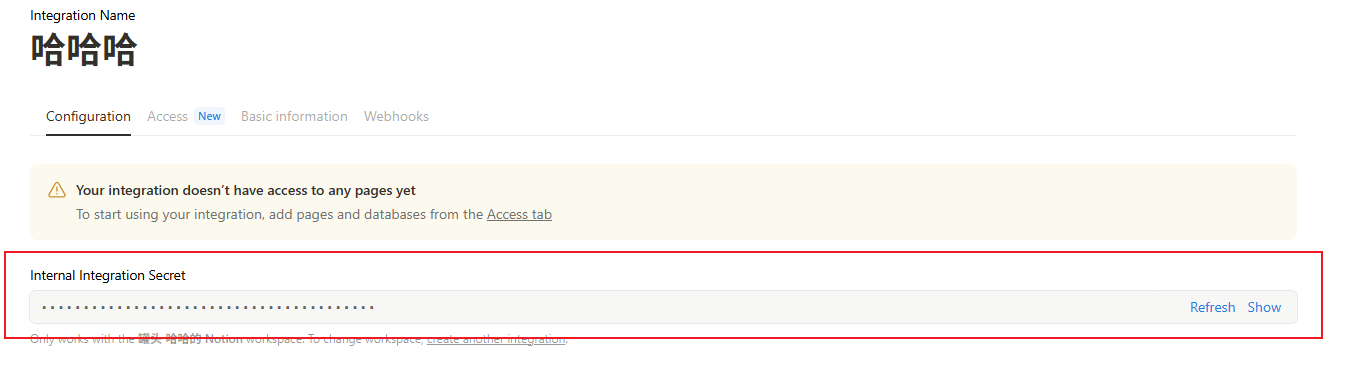 Integration Name
哈哈哈
Configuration Access New Basic information Webhooks
Your integration doesn't have access to any pages yet
To start using your integration, add pages and databases from the Access tab
Internal Integration Secret
••••••••••••••••••••••••••••••••••••••••
Refresh Show
Only works with the 罐头 哈哈的 Notion workspace. To change workspace, create another integration.